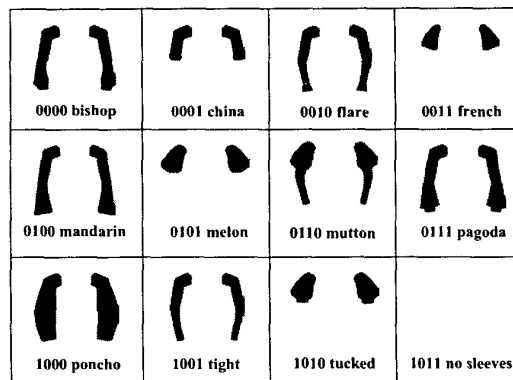 0000 bishop
0001 china
0010 flare
0011 french
0100 mandarin
0101 melon
0110 mutton
0111 pagoda
1000 poncho
1001 tight
1010 tucked
1011 no sleeves